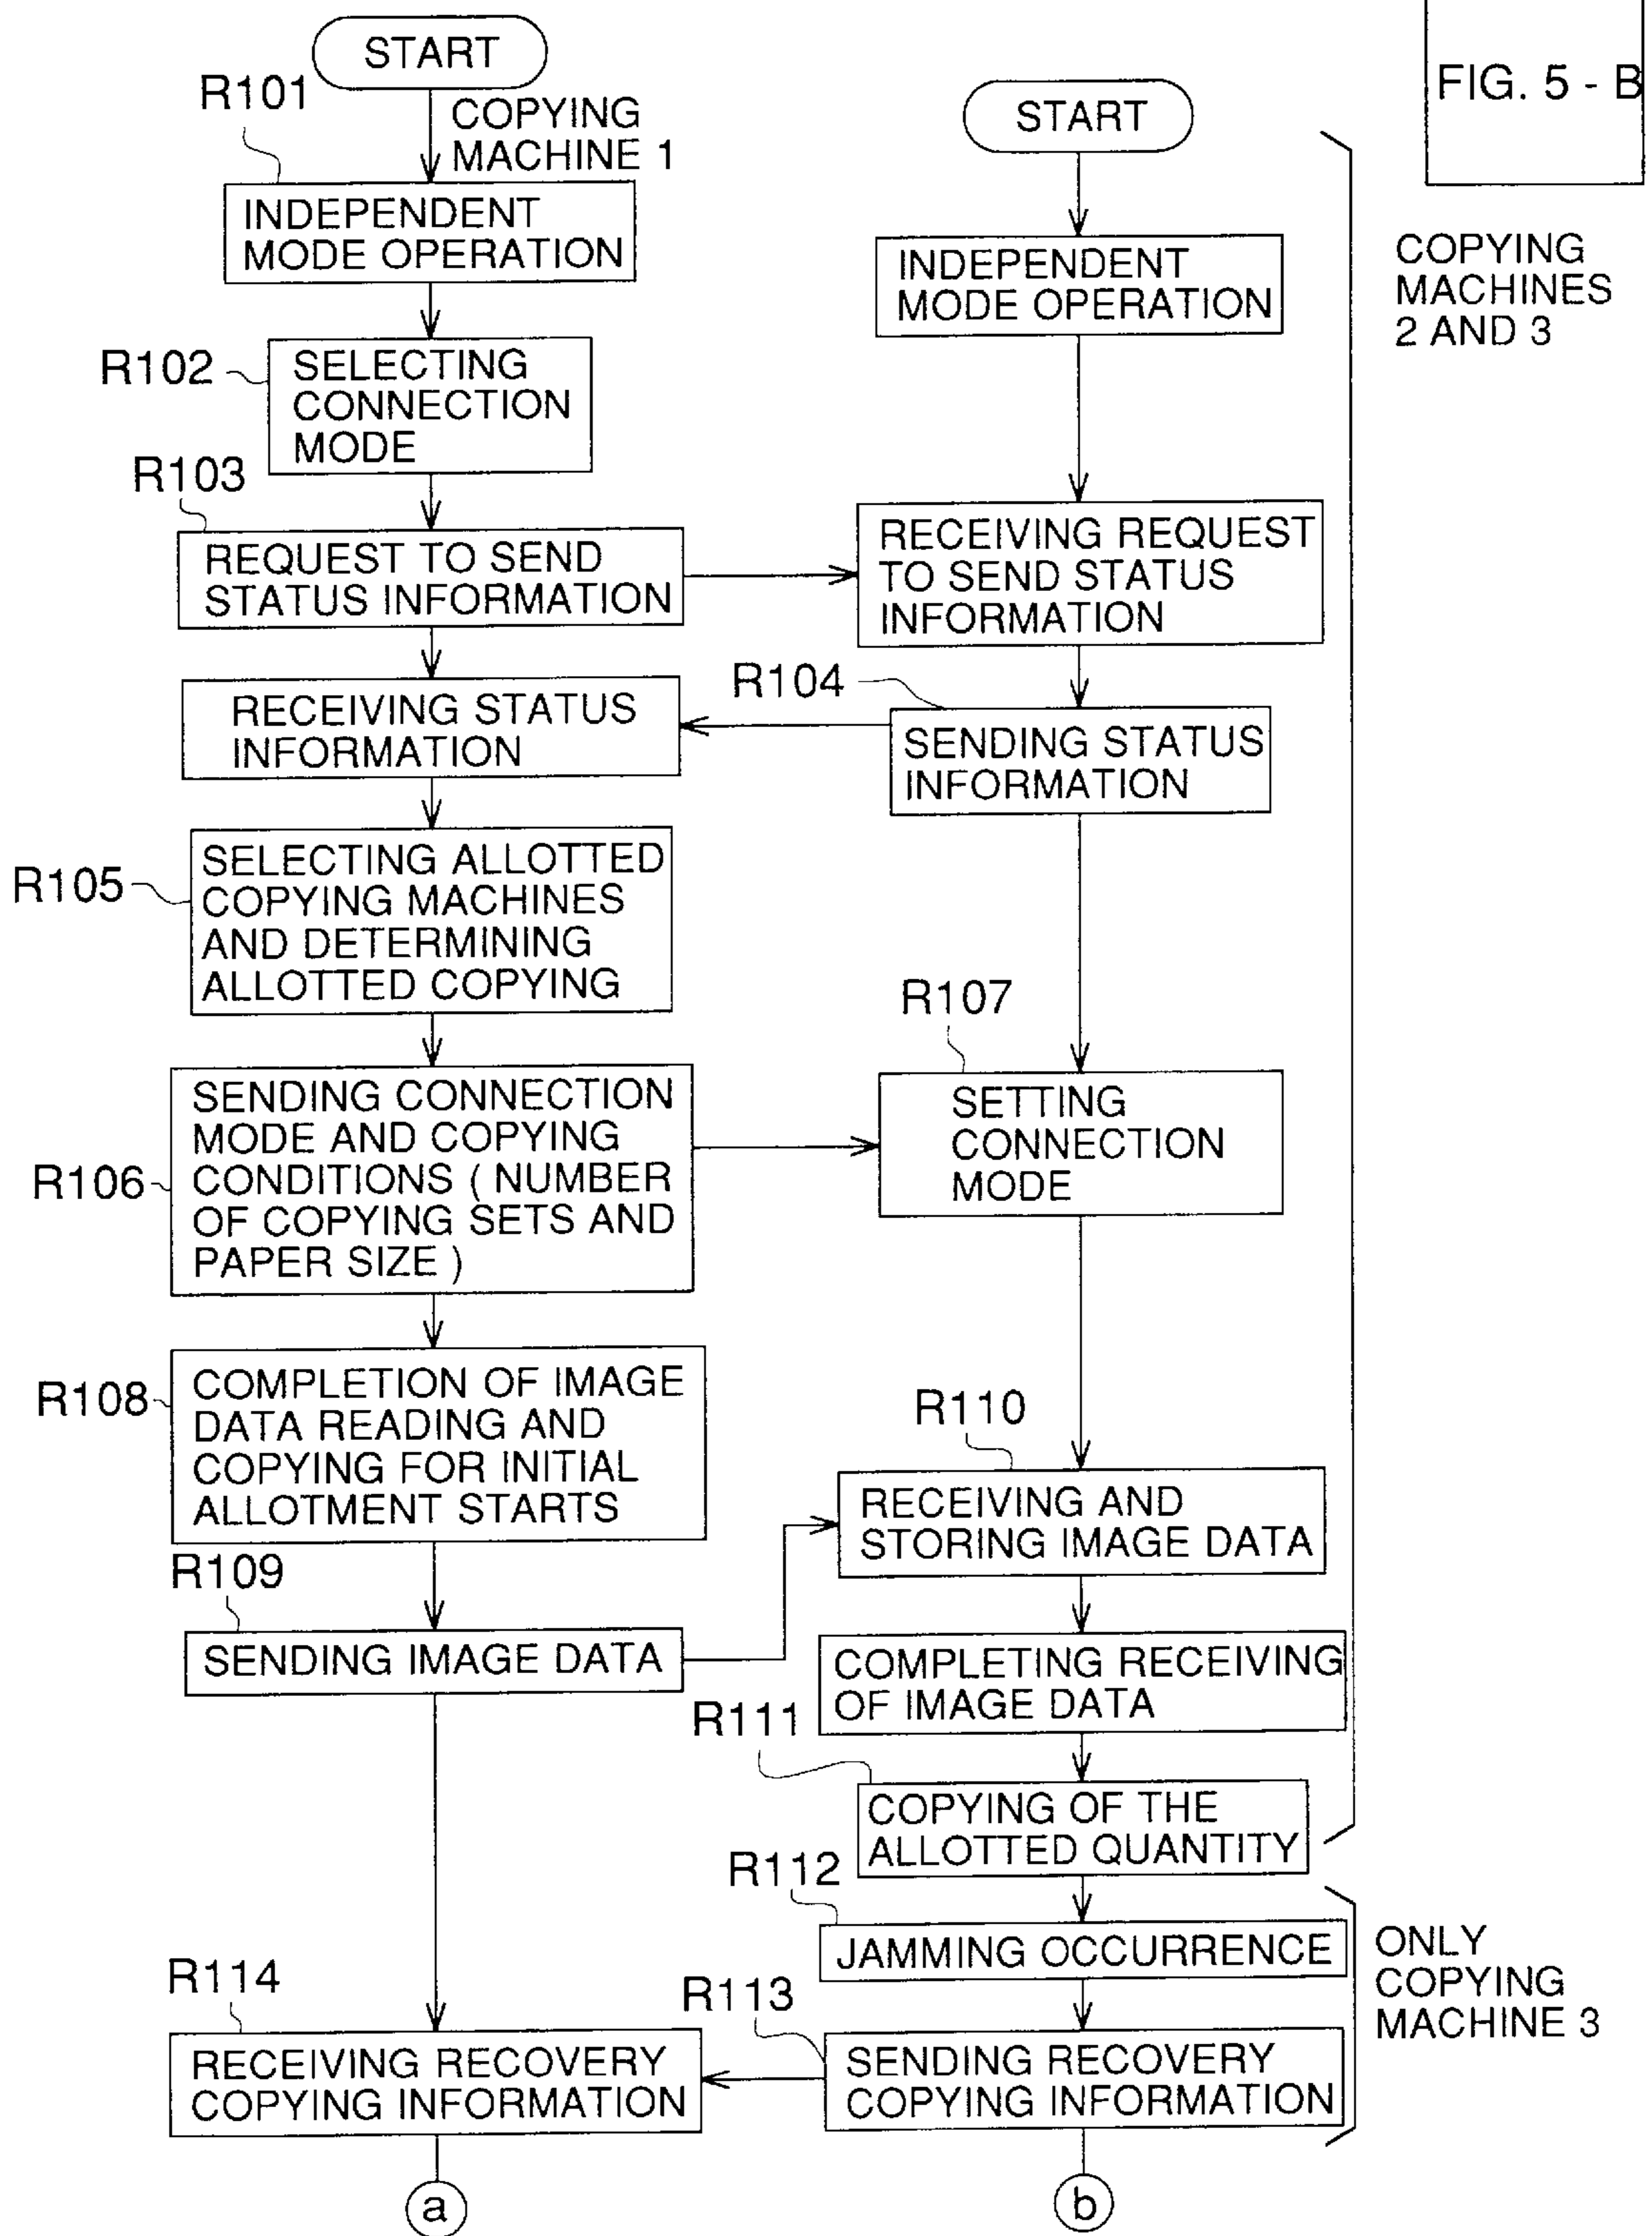 START
R101
COPYING
MACHINE 1
INDEPENDENT
MODE OPERATION
R102
SELECTING
CONNECTION
MODE
R103
REQUEST TO SEND
STATUS INFORMATION
RECEIVING STATUS
INFORMATION
R105
SELECTING ALLOTTED
COPYING MACHINES
AND DETERMINING
ALLOTTED COPYING
R106
SENDING CONNECTION
MODE AND COPYING
CONDITIONS ( NUMBER
OF COPYING SETS AND
PAPER SIZE )
R108
COMPLETION OF IMAGE
DATA READING AND
COPYING FOR INITIAL
ALLOTMENT STARTS
R109
SENDING IMAGE DATA
R114
RECEIVING RECOVERY
COPYING INFORMATION
a
START
INDEPENDENT
MODE OPERATION
RECEIVING REQUEST
TO SEND STATUS
INFORMATION
R104
SENDING STATUS
INFORMATION
R107
SETTING
CONNECTION
MODE
R110
RECEIVING AND
STORING IMAGE DATA
COMPLETING RECEIVING
OF IMAGE DATA
R111
COPYING OF THE
ALLOTTED QUANTITY
R112
JAMMING OCCURRENCE
R113
SENDING RECOVERY
COPYING INFORMATION
b
FIG. 5 - B
COPYING
MACHINES
2 AND 3
ONLY
COPYING
MACHINE 3